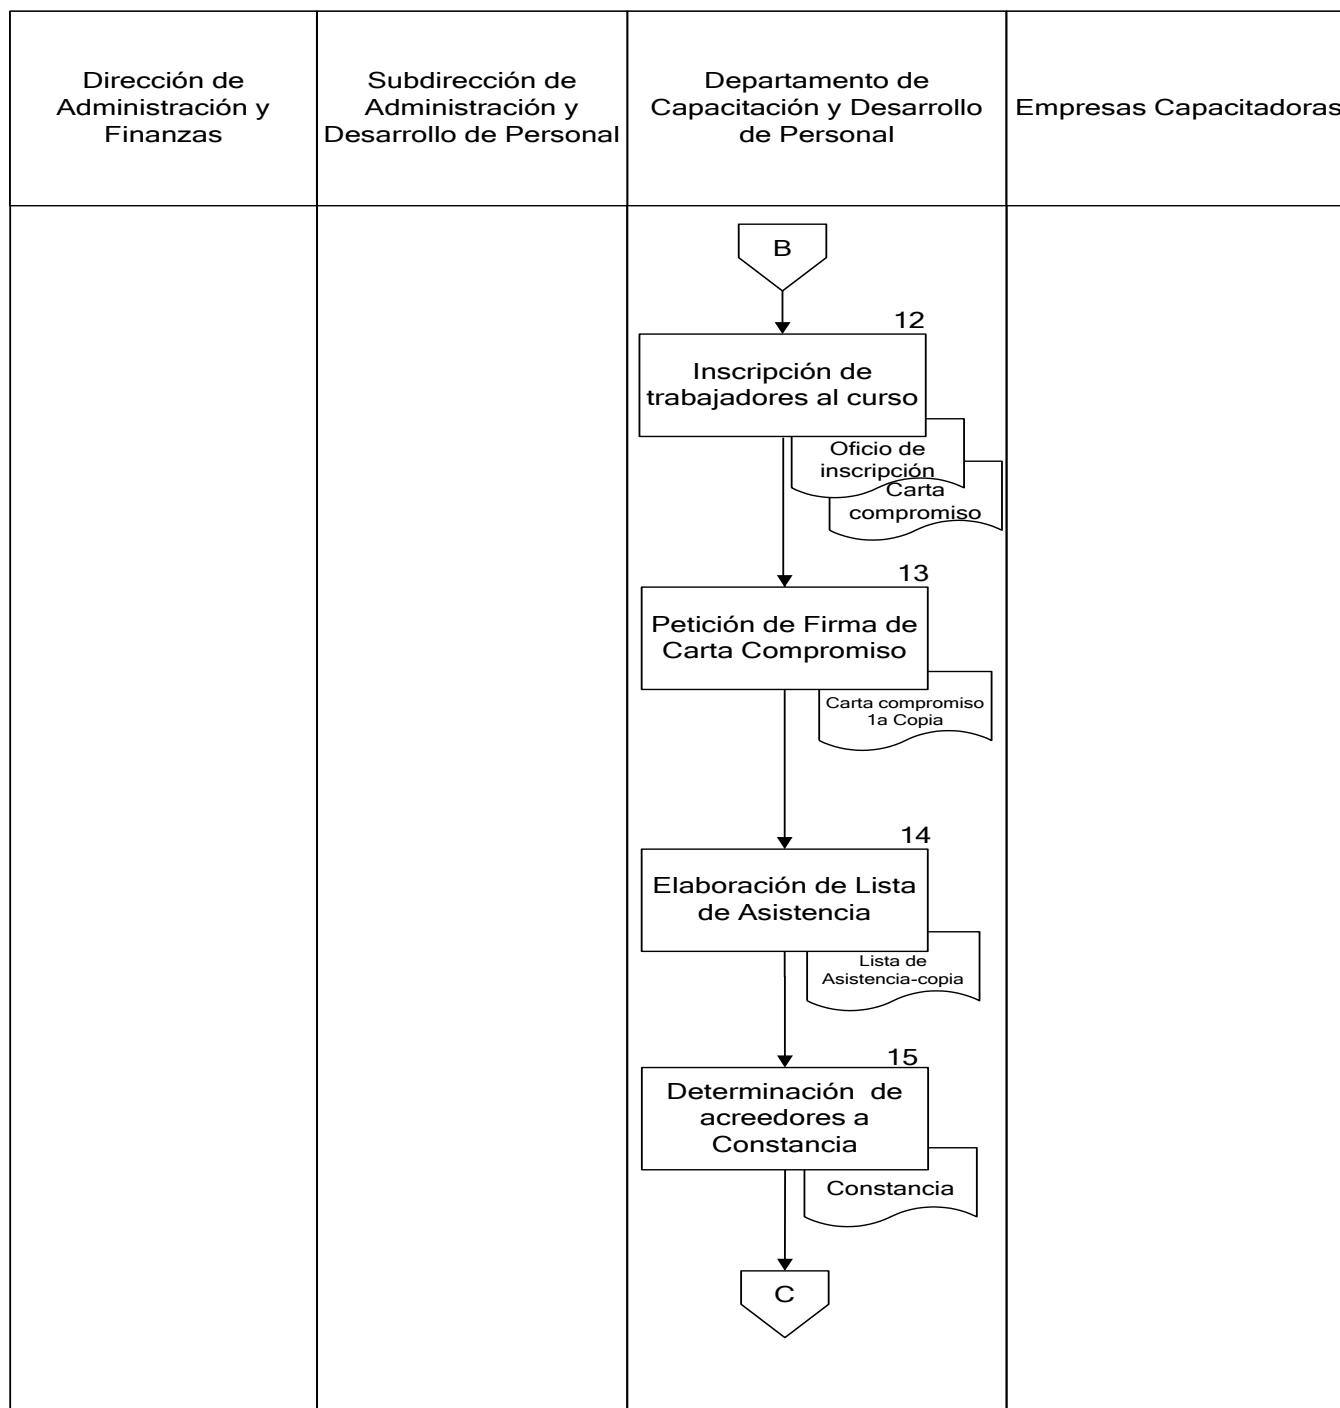 Dirección de
Administración y
Finanzas
Subdirección de
Administración y
Desarrollo de Personal
Departamento de
Capacitación y Desarrollo
de Personal
Empresas Capacitadoras
B
12
Inscripción de
trabajadores al curso
Oficio de
inscripción
Carta
compromiso
13
Petición de Firma de
Carta Compromiso
Carta compromiso
1a Copia
14
Elaboración de Lista
de Asistencia
Lista de
Asistencia-copia
15
Determinación de
acreedores a
Constancia
Constancia
C